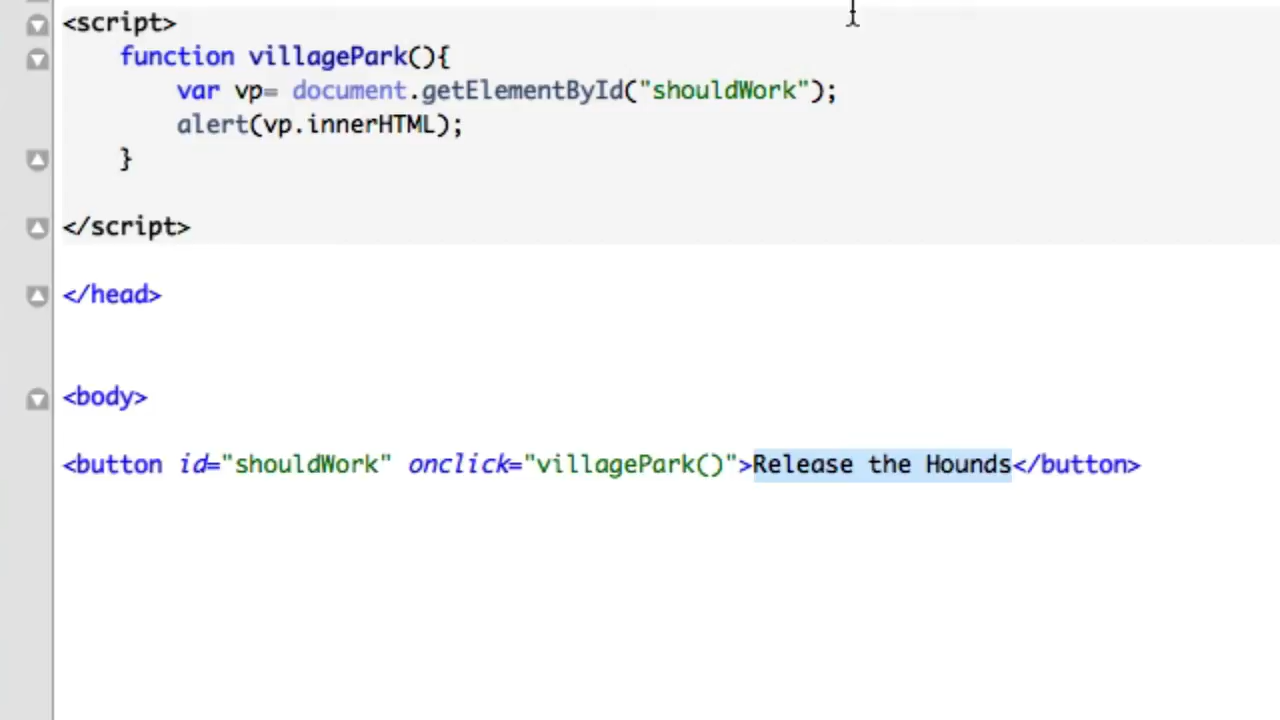 <script>
function villagePark(){
var vp= document.getElementById("shouldWork");
alert(vp.innerHTML);
}
</script>
</head>
<body>
<button id="shouldWork" onclick="villagePark()">Release the Hounds</button>